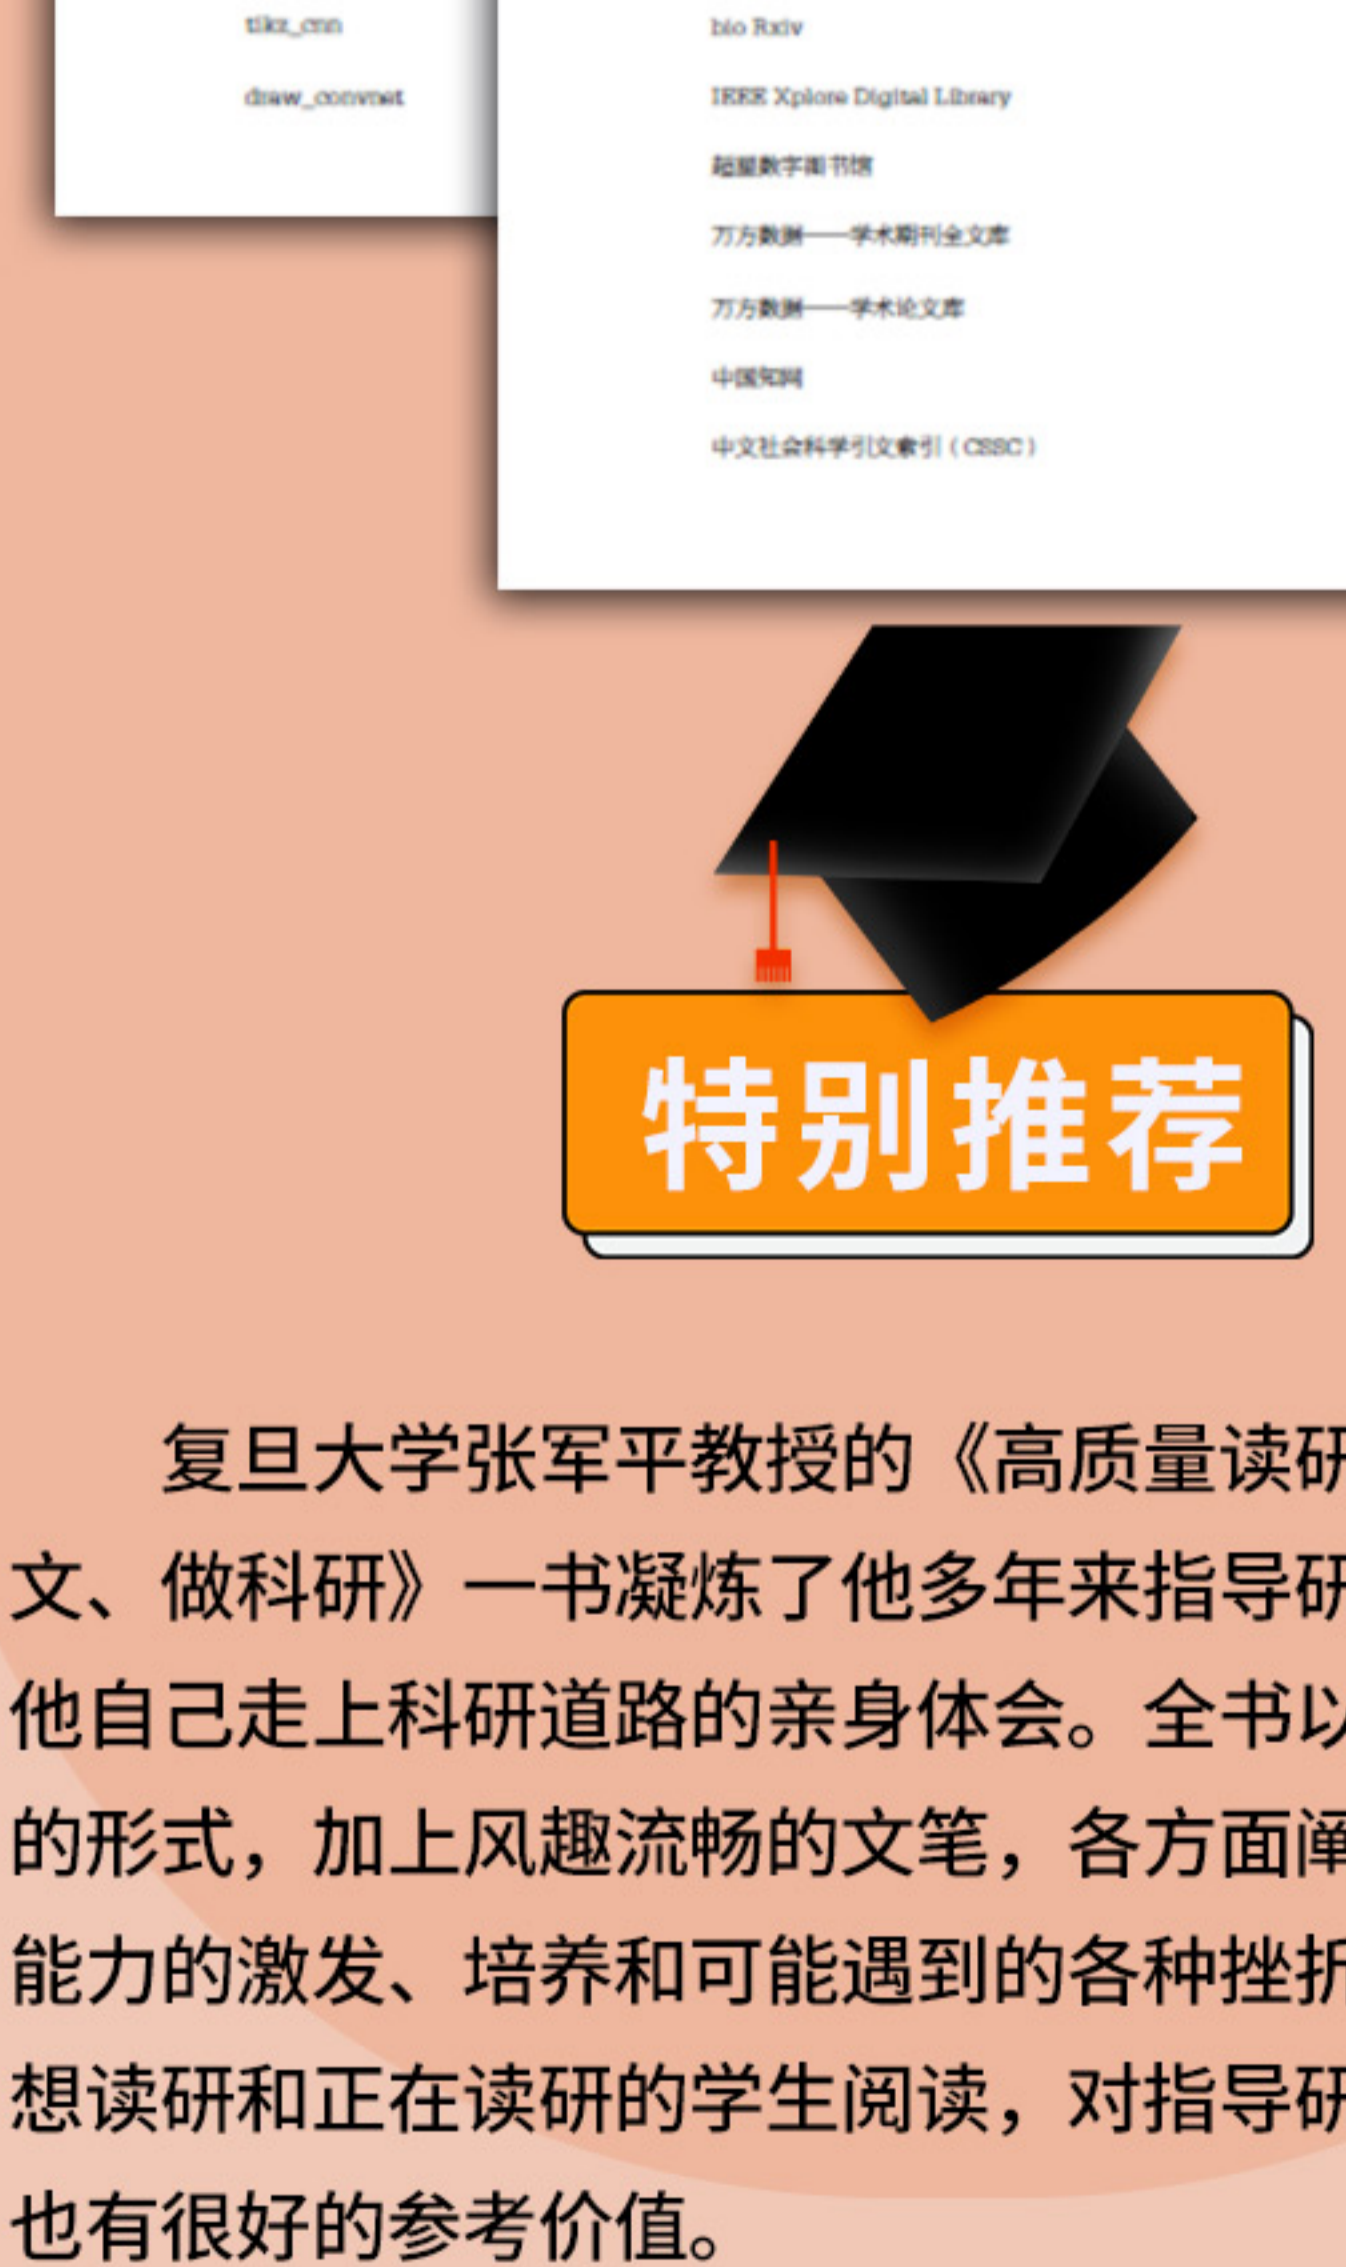 tikz_cnn
draw_convnet
bio Rxiv
IEEE Xplore Digital Library
超星数字图书馆
万方数据——学术期刊全文库
万方数据——学术论文库
中国知网
中文社会科学引文索引（CSSC）
特别推荐
复旦大学张军平教授的《高质量读研
文、做科研》一书凝炼了他多年来指导研
他自己走上科研道路的亲身体会。全书以
的形式，加上风趣流畅的文笔，各方面阐
能力的激发、培养和可能遇到的各种挫折
想读研和正在读研的学生阅读，对指导研
也有很好的参考价值。